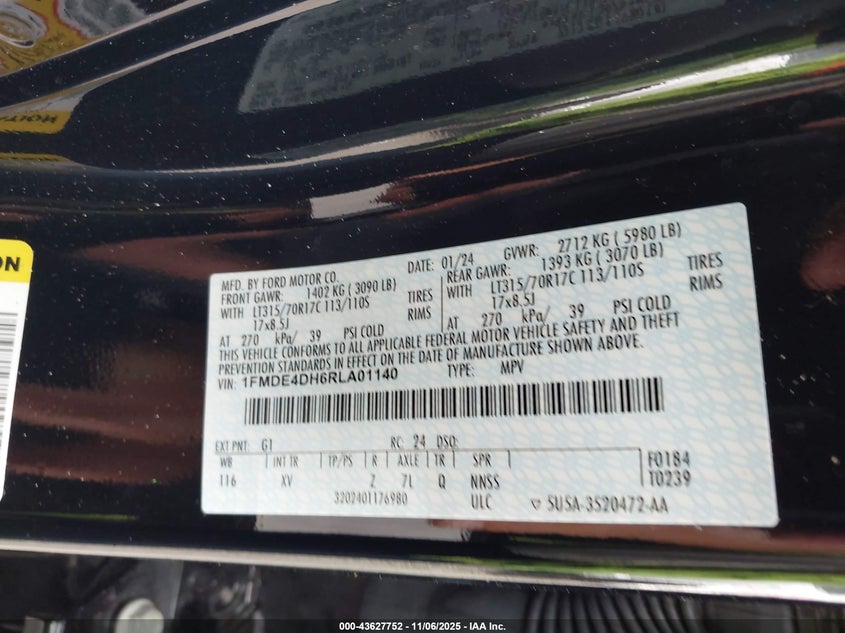 MFD. BY FORD MOTOR CO.
DATE: 01/24
GVWR: 2712 KG ( 5980 LB)
FRONT GAWR: 1402 KG ( 3090 LB)
REAR GAWR: 1393 KG ( 3070 LB)
WITH LT315/70R17C 113/110S TIRES
WITH LT315/70R17C 113/110S TIRES
17x8.5J RIMS
17x8.5J RIMS
AT 270 kPa/ 39 PSI COLD
AT 270 kPa/ 39 PSI COLD
THIS VEHICLE CONFORMS TO ALL APPLICABLE FEDERAL MOTOR VEHICLE SAFETY AND THEFT
PREVENTION STANDARDS IN EFFECT ON THE DATE OF MANUFACTURE SHOWN ABOVE.
VIN: 1FMDE4DH6RLA01140
TYPE: MPV
EXT PNT: G1 RC: 24 DSO:
WB INT TR TP/PS R AXLE TR SPR
116 XV Z 7L Q NNSS
F0184
T0239
3202401176980 ULC
5U5A-3520472-AA
ON
000-43627752 - 11/06/2025 - IAA Inc.